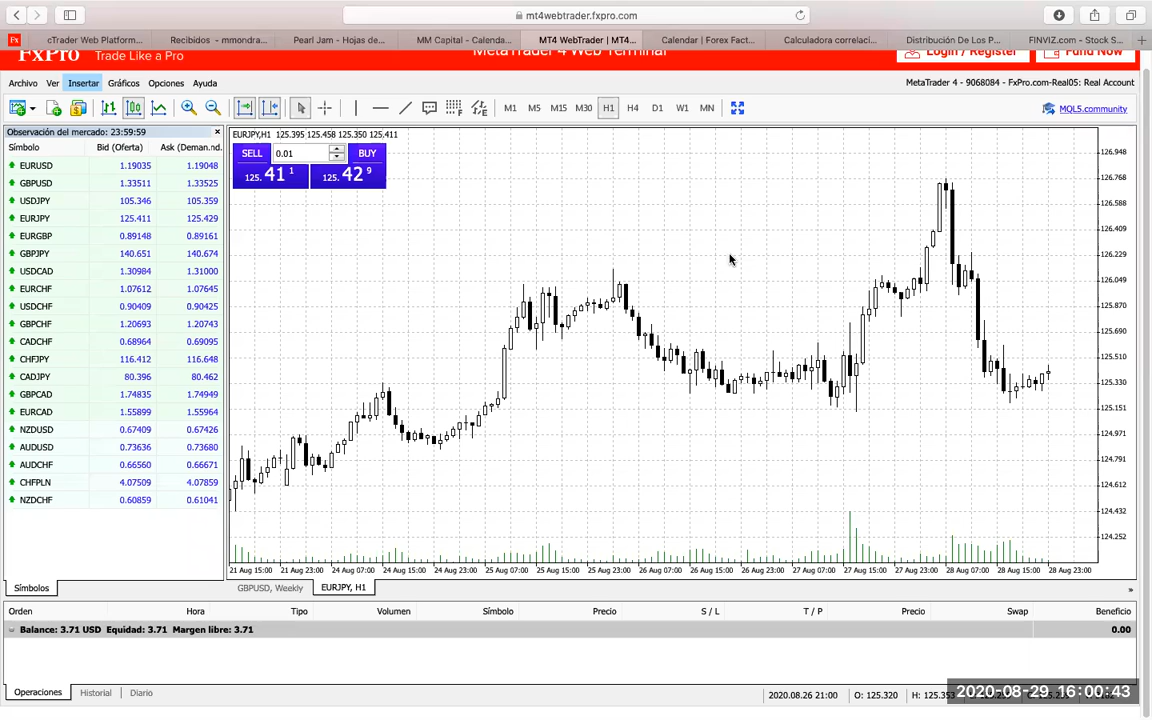 mt4webtrader.fxpro.com
Fx cTrader Web Platform... Recibidos - mmondra... Pearl Jam - Hojas de... MM Capital - Calenda... MT4 WebTrader | MT4... Calendar | Forex Fact... Calculadora correlaci... Distribución De Los P... FINVIZ.com - Stock S...
FxPro Trade Like a Pro MetaTrader 4 Web Terminal Login / Register Fund Now
Archivo Ver Insertar Gráficos Opciones Ayuda MetaTrader 4 - 9068084 - FxPro.com-Real05: Real Account
M1 M5 M15 M30 H1 H4 D1 W1 MN MQL5.community
Observación del mercado: 23:59:59
Símbolo Bid (Oferta) Ask (Deman.nd.
EURUSD 1.19035 1.19048
GBPUSD 1.33511 1.33525
USDJPY 105.346 105.359
EURJPY 125.411 125.429
EURGBP 0.89148 0.89161
GBPJPY 140.651 140.674
USDCAD 1.30984 1.31000
EURCHF 1.07612 1.07645
USDCHF 0.90409 0.90425
GBPCHF 1.20693 1.20743
CADCHF 0.68964 0.69095
CHFJPY 116.412 116.648
CADJPY 80.396 80.462
GBPCAD 1.74835 1.74949
EURCAD 1.55899 1.55964
NZDUSD 0.67409 0.67426
AUDUSD 0.73636 0.73680
AUDCHF 0.66560 0.66671
CHFPLN 4.07509 4.07859
NZDCHF 0.60859 0.61041
Símbolos
EURJPY,H1 125.395 125.458 125.350 125.411
SELL 0.01 BUY
125.41 1 125.42 9
126.948
126.768
126.588
126.409
126.229
126.049
125.870
125.690
125.510
125.330
125.151
124.971
124.791
124.612
124.432
124.252
21 Aug 15:00 21 Aug 23:00 24 Aug 07:00 24 Aug 15:00 24 Aug 23:00 25 Aug 07:00 25 Aug 15:00 25 Aug 23:00 26 Aug 07:00 26 Aug 15:00 26 Aug 23:00 27 Aug 07:00 27 Aug 15:00 27 Aug 23:00 28 Aug 07:00 28 Aug 15:00 28 Aug 23:00
GBPUSD, Weekly EURJPY, H1
Orden Hora Tipo Volumen Símbolo Precio S / L T / P Precio Swap Beneficio
Balance: 3.71 USD Equidad: 3.71 Margen libre: 3.71 0.00
Operaciones Historial Diario
2020.08.26 21:00 O: 125.320
2020-08-29 16:00:43